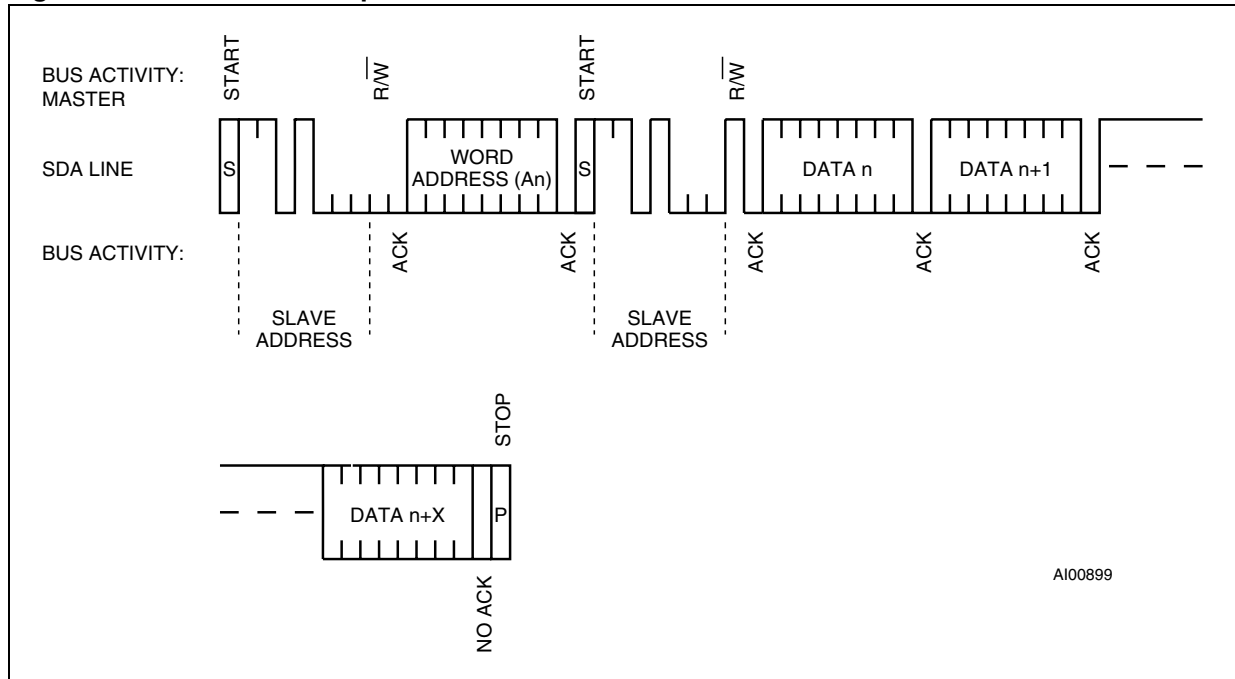 BUS ACTIVITY:
MASTER
START
R/W
START
R/W
SDA LINE
S
WORD
ADDRESS (An)
S
DATA n
DATA n+1
BUS ACTIVITY:
ACK
ACK
ACK
ACK
ACK
SLAVE
ADDRESS
SLAVE
ADDRESS
STOP
DATA n+X
P
NO ACK
AI00899